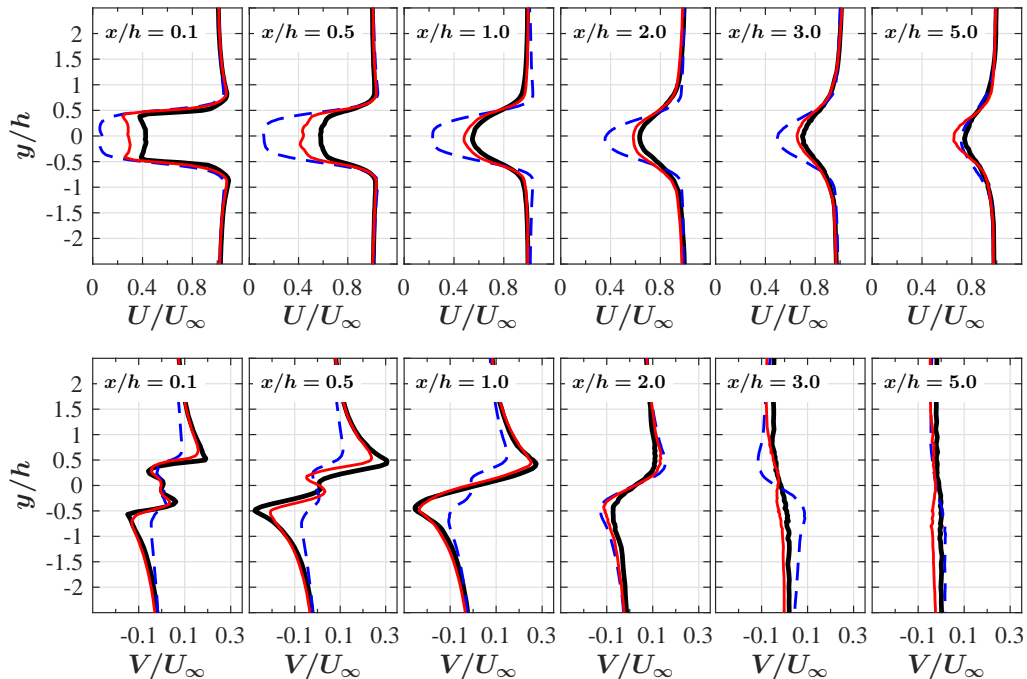 x/h = 0.1 x/h = 0.5 x/h = 1.0 x/h = 2.0 x/h = 3.0 x/h = 5.0
2
1.5
1
0.5
0
-0.5
-1
-1.5
-2
y/h
0 0.4 0.8 0 0.4 0.8 0 0.4 0.8 0 0.4 0.8 0 0.4 0.8 0 0.4 0.8
U/U∞ U/U∞ U/U∞ U/U∞ U/U∞ U/U∞
x/h = 0.1 x/h = 0.5 x/h = 1.0 x/h = 2.0 x/h = 3.0 x/h = 5.0
2
1.5
1
0.5
0
-0.5
-1
-1.5
-2
y/h
-0.1 0.1 0.3 -0.1 0.1 0.3 -0.1 0.1 0.3 -0.1 0.1 0.3 -0.1 0.1 0.3 -0.1 0.1 0.3
V/U∞ V/U∞ V/U∞ V/U∞ V/U∞ V/U∞